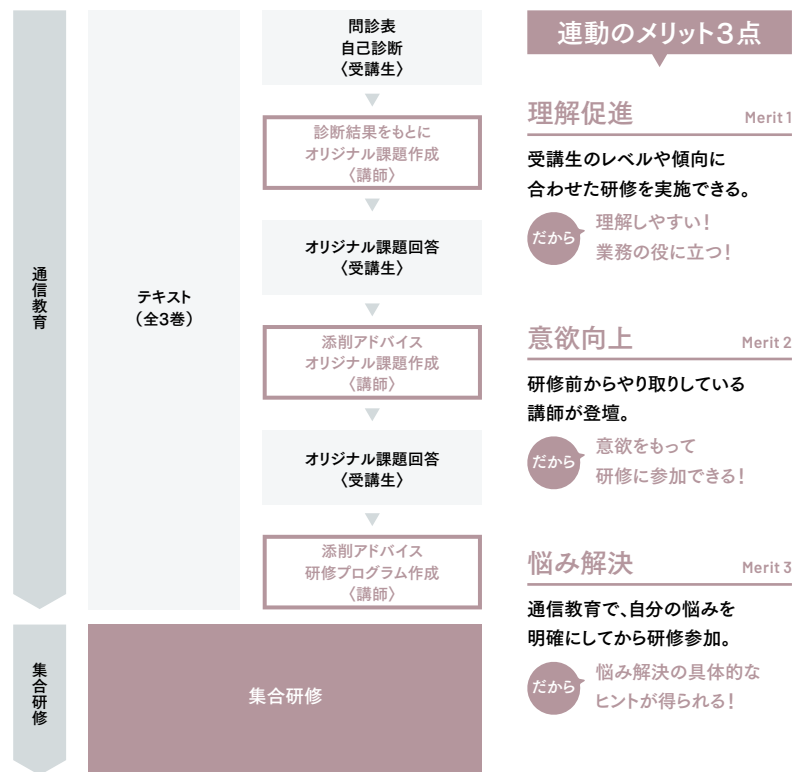 通信教育
テキスト
（全3巻）
問診表
自己診断
〈受講生〉
診断結果をもとに
オリジナル課題作成
〈講師〉
オリジナル課題回答
〈受講生〉
添削アドバイス
オリジナル課題作成
〈講師〉
オリジナル課題回答
〈受講生〉
添削アドバイス
研修プログラム作成
〈講師〉
集合研修
集合研修
連動のメリット3点
理解促進 Merit 1
受講生のレベルや傾向に
合わせた研修を実施できる。
だから
理解しやすい！
業務の役に立つ！
意欲向上 Merit 2
研修前からやり取りしている
講師が登壇。
だから
意欲をもって
研修に参加できる！
悩み解決 Merit 3
通信教育で、自分の悩みを
明確にしてから研修参加。
だから
悩み解決の具体的な
ヒントが得られる！